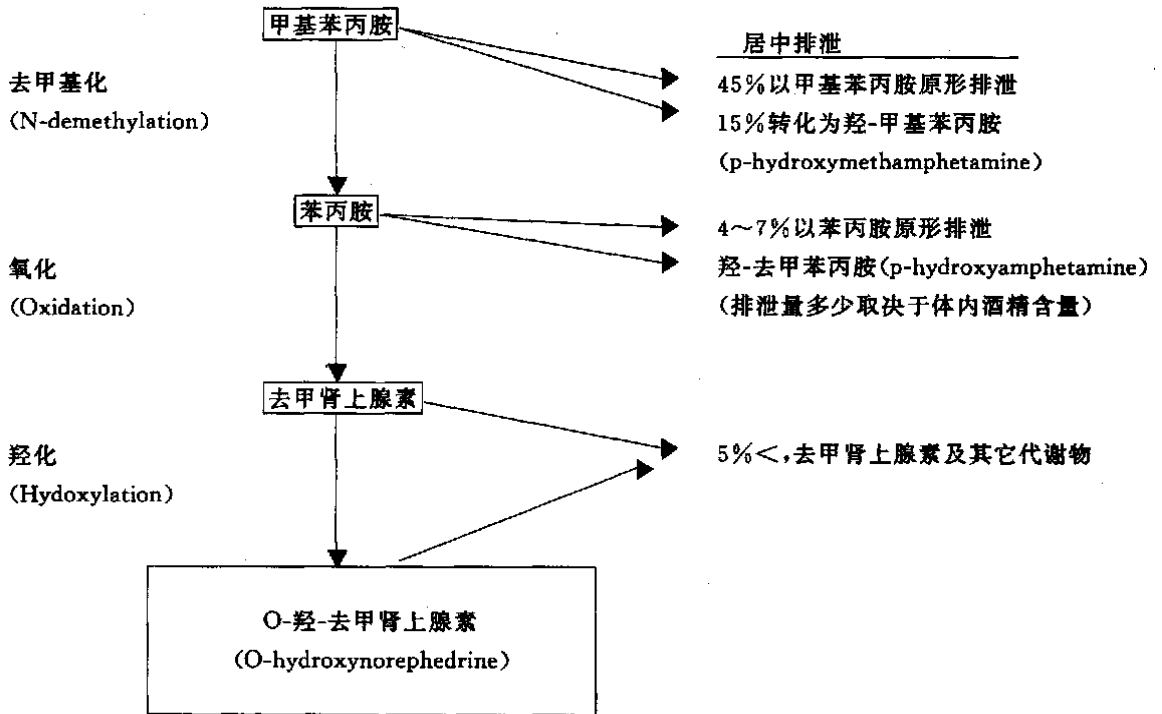 甲基苯丙胺
居中排泄
去甲基化
(N-demethylation)
45%以甲基苯丙胺原形排泄
15%转化为羟-甲基苯丙胺
(p-hydroxymethamphetamine)
苯丙胺
4～7%以苯丙胺原形排泄
氧化
(Oxidation)
羟-去甲苯丙胺(p-hydroxyamphetamine)
(排泄量多少取决于体内酒精含量)
去甲肾上腺素
羟化
(Hydoxylation)
5%<,去甲肾上腺素及其它代谢物
O-羟-去甲肾上腺素
(O-hydroxynorephedrine)